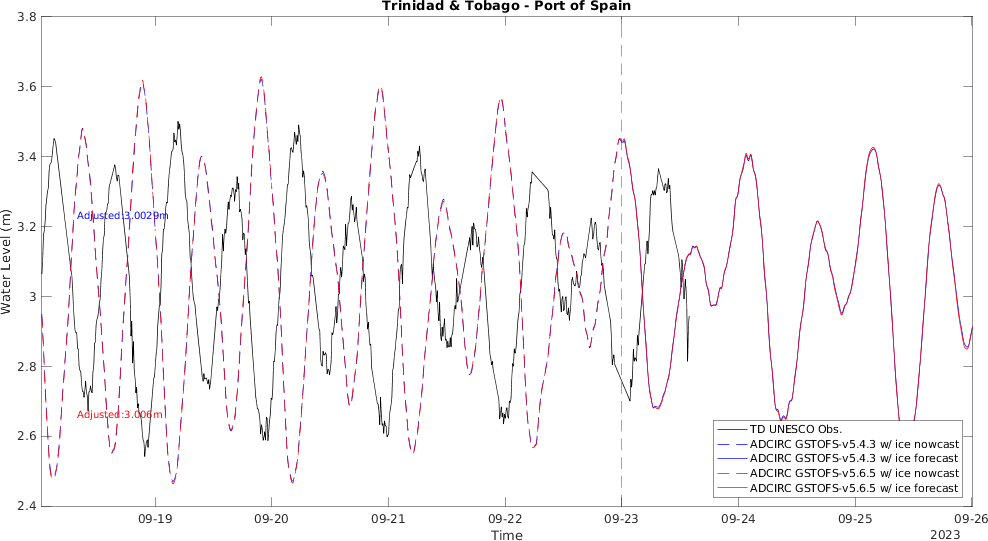 Trinidad & Tobago - Port of Spain
3.8
3.6
3.4
3.2
3
2.8
2.6
2.4
Water Level (m)
Adjusted:3.0029m
Adjusted:3.006m
TD UNESCO Obs.
ADCIRC GSTOFS-v5.4.3 w/ ice nowcast
ADCIRC GSTOFS-v5.4.3 w/ ice forecast
ADCIRC GSTOFS-v5.6.5 w/ ice nowcast
ADCIRC GSTOFS-v5.6.5 w/ ice forecast
09-19 09-20 09-21 09-22 09-23 09-24 09-25 09-26
Time
2023